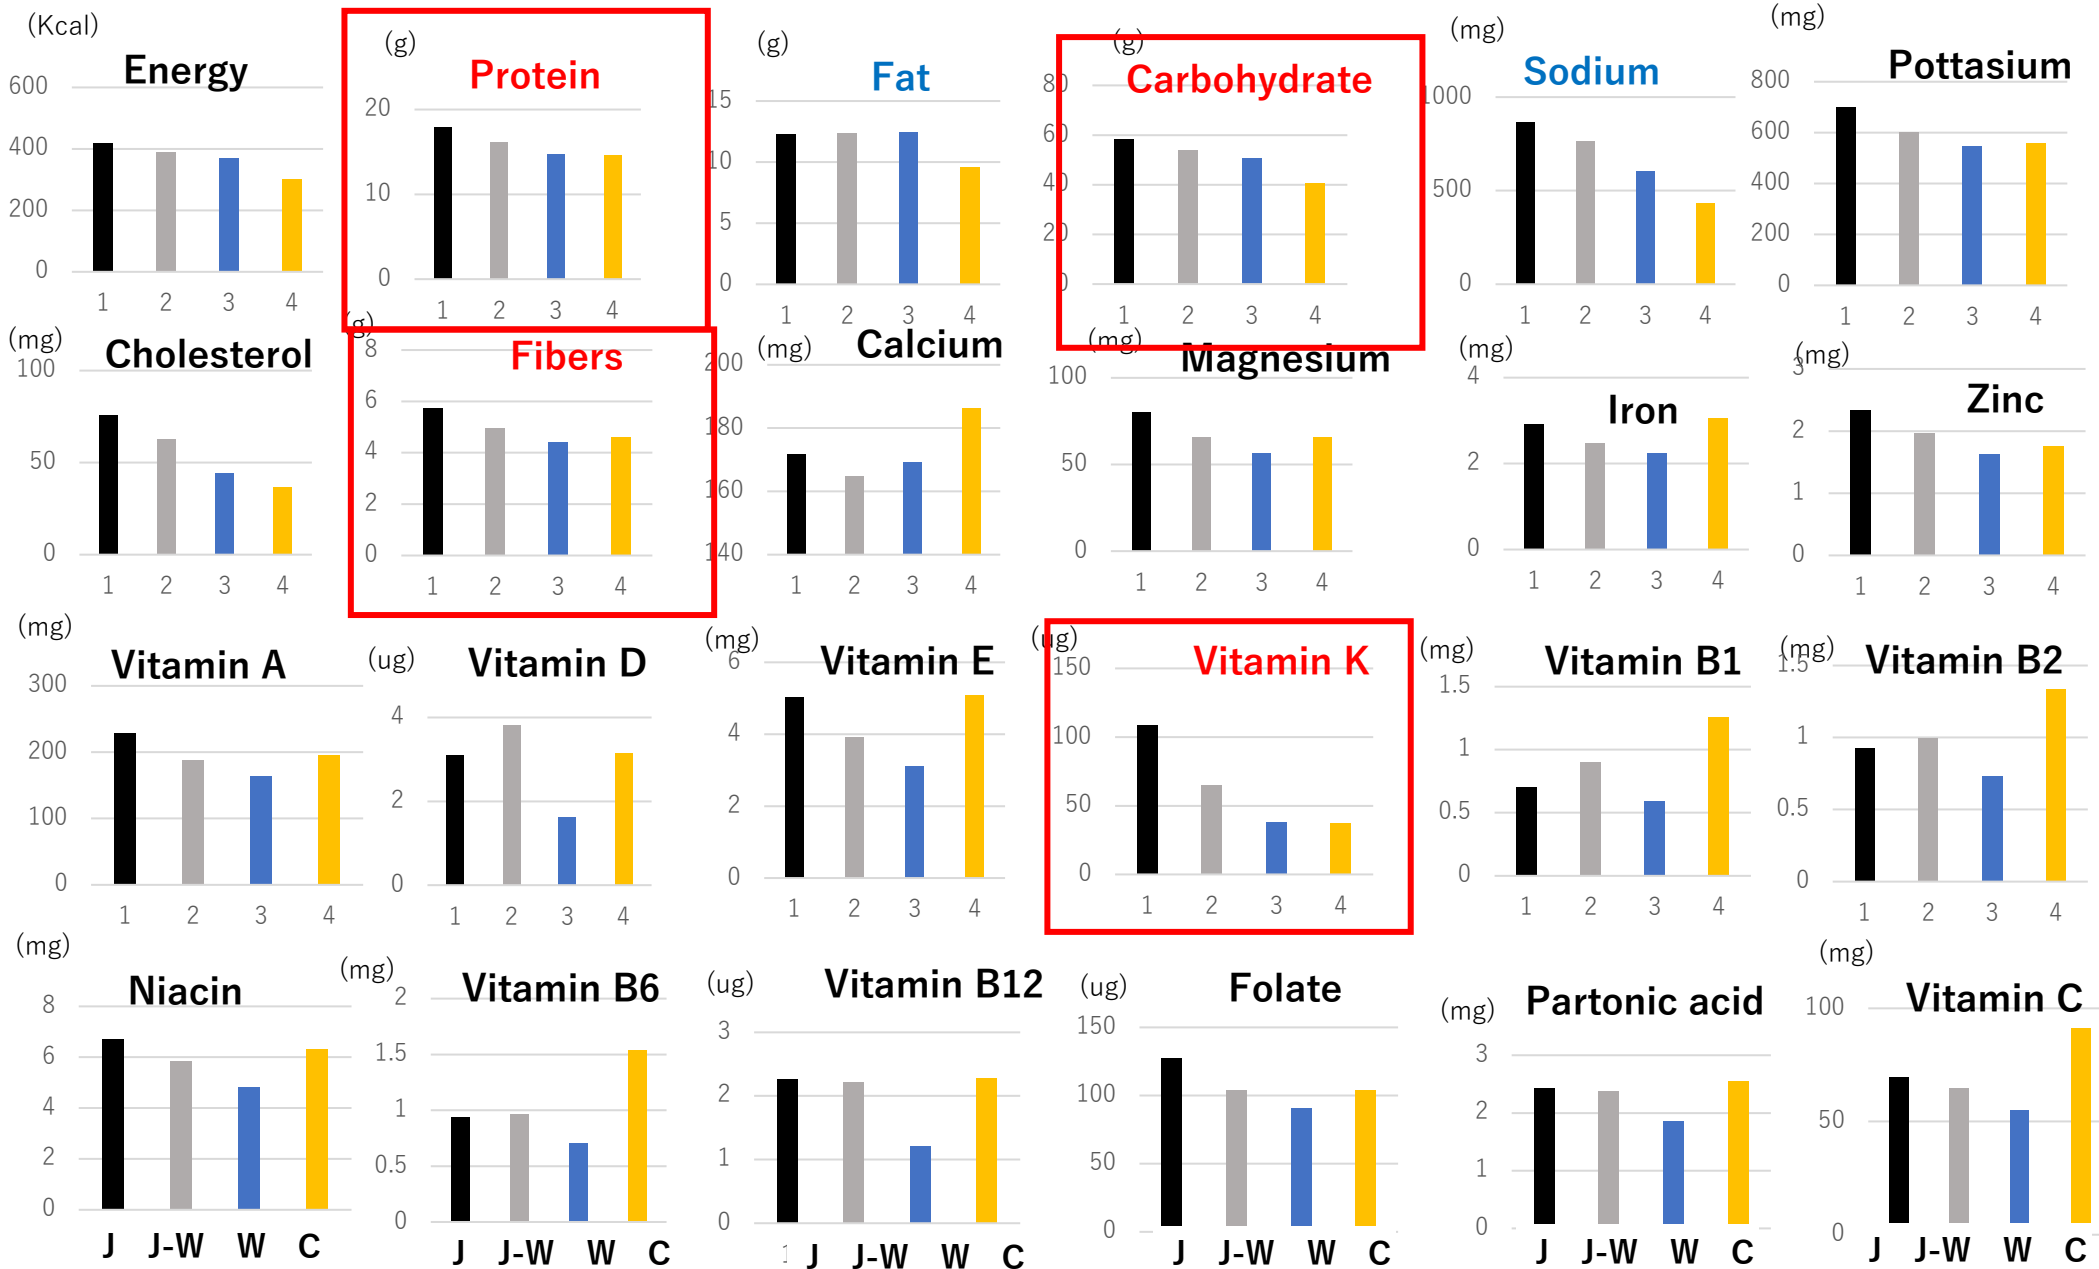 (Kcal)
Energy
600
400
200
0
1 2 3 4
(g)
Protein
20
10
0
1 2 3 4
(g)
Fat
15
10
5
0
1 2 3 4
(g)
Carbohydrate
80
60
40
20
0
1 2 3 4
(mg)
Sodium
1000
500
0
1 2 3 4
(mg)
Pottasium
800
600
400
200
0
1 2 3 4
(mg)
Cholesterol
100
50
0
1 2 3 4
(g)
Fibers
8
6
4
2
0
1 2 3 4
(mg)
Calcium
200
180
160
140
1 2 3 4
(mg)
Magnesium
100
50
0
1 2 3 4
(mg)
Iron
4
2
0
1 2 3 4
(mg)
Zinc
3
2
1
0
1 2 3 4
(mg)
Vitamin A
300
200
100
0
1 2 3 4
(ug)
Vitamin D
4
2
0
1 2 3 4
(mg)
Vitamin E
6
4
2
0
1 2 3 4
(ug)
Vitamin K
150
100
50
0
1 2 3 4
(mg)
Vitamin B1
1.5
1
0.5
0
1 2 3 4
(mg)
Vitamin B2
1.5
1
0.5
0
1 2 3 4
(mg)
Niacin
8
6
4
2
0
J J-W W C
(mg)
Vitamin B6
2
1.5
1
0.5
0
J J-W W C
(ug)
Vitamin B12
3
2
1
0
1 J J-W W C
(ug)
Folate
150
100
50
0
J J-W W C
(mg)
Partonic acid
3
2
1
0
J J-W W C
(mg)
Vitamin C
100
50
0
J J-W W C